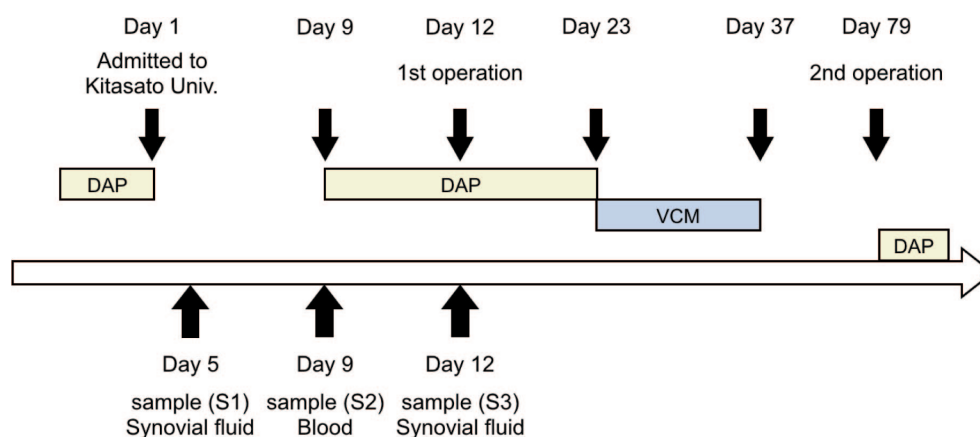 Day 1
Day 9
Day 12
Day 23
Day 37
Day 79
Admitted to
Kitasato Univ.
1st operation
2nd operation
DAP
DAP
VCM
DAP
Day 5
Day 9
Day 12
sample (S1)
Synovial fluid
sample (S2)
Blood
sample (S3)
Synovial fluid